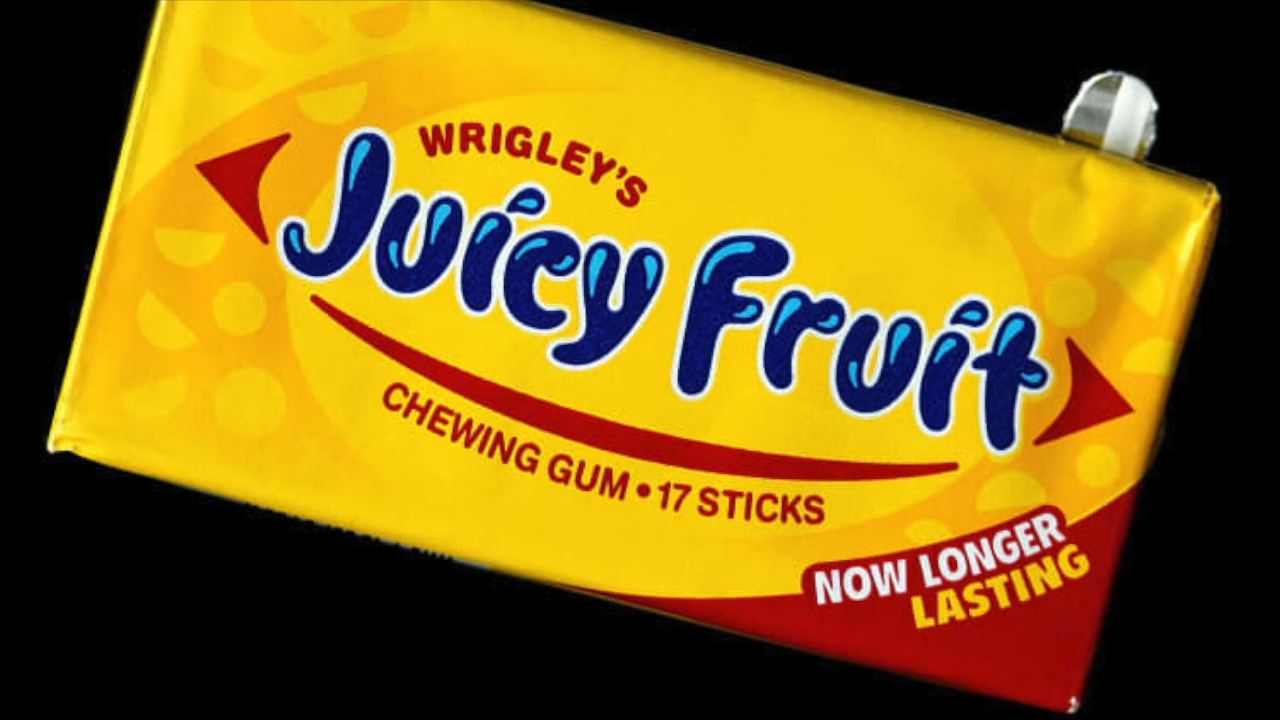 WRIGLEY'S
Juicy Fruit
CHEWING GUM • 17 STICKS
NOW LONGER
LASTING